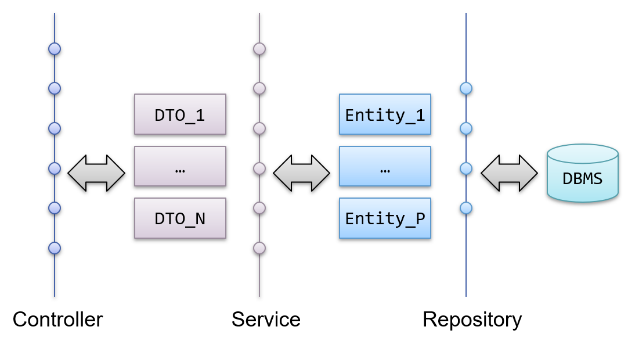 DTO_1
…
DTO_N
Entity_1
…
Entity_P
DBMS
Controller
Service
Repository